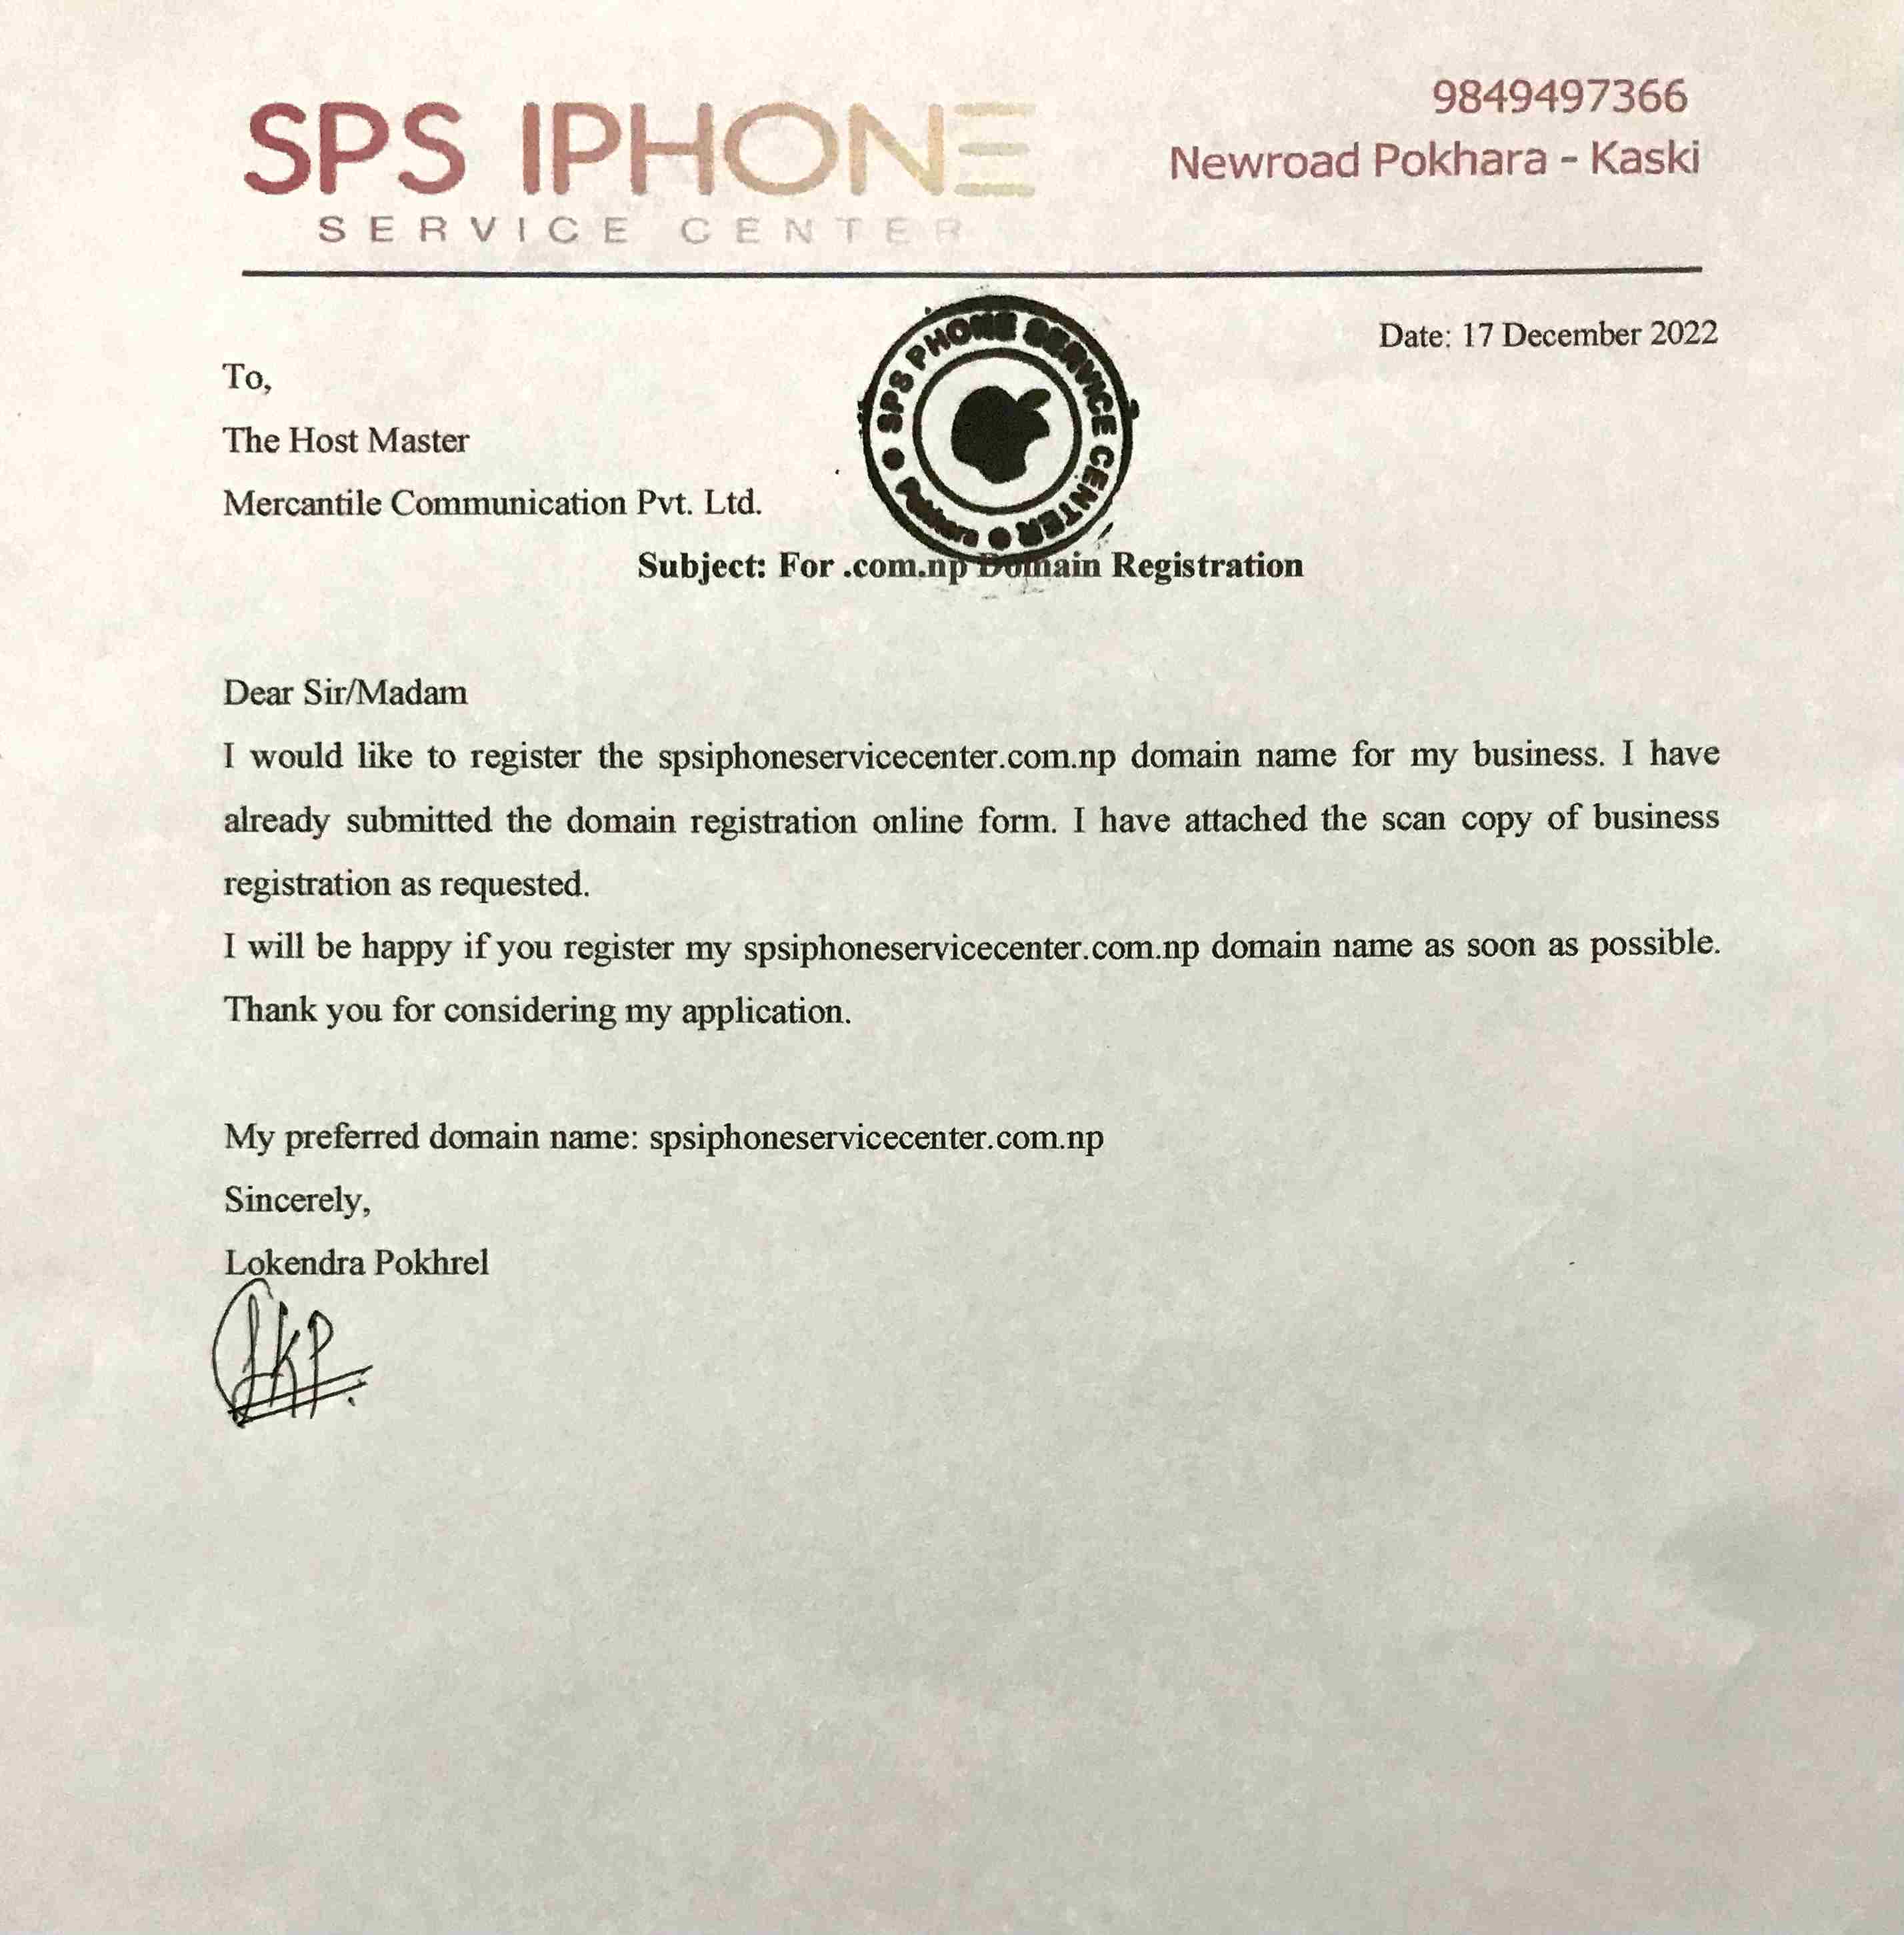 SPS IPHONE
SERVICE CENTER
9849497366
Newroad Pokhara - Kaski
Date: 17 December 2022
SPS PHONE SERVICE CENTER
To,
The Host Master
Mercantile Communication Pvt. Ltd.
Subject: For .com.np Domain Registration
Dear Sir/Madam
I would like to register the spsiphoneservicecenter.com.np domain name for my business. I have
already submitted the domain registration online form. I have attached the scan copy of business
registration as requested.
I will be happy if you register my spsiphoneservicecenter.com.np domain name as soon as possible.
Thank you for considering my application.
My preferred domain name: spsiphoneservicecenter.com.np
Sincerely,
Lokendra Pokhrel